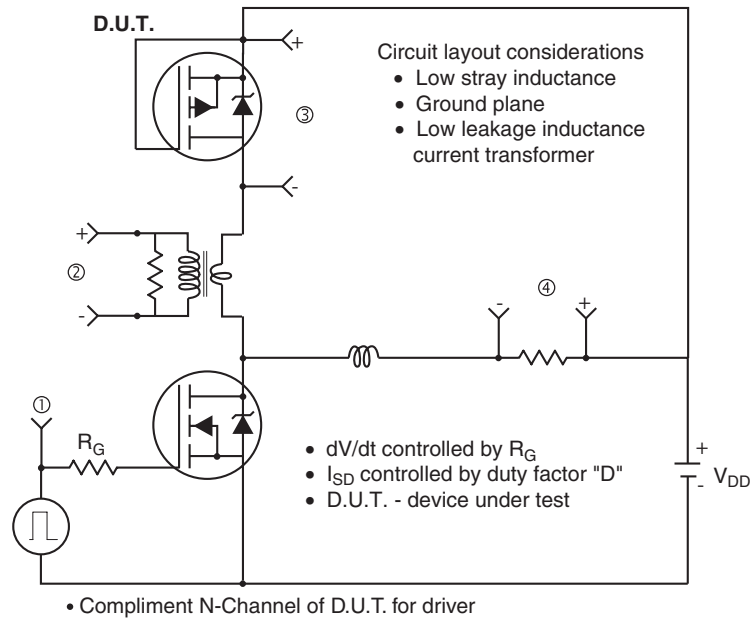 D.U.T.
+
Circuit layout considerations
• Low stray inductance
• Ground plane
• Low leakage inductance
current transformer
③
-
+
②
-
④
-
+
①
R_G
• dV/dt controlled by R_G
• I_SD controlled by duty factor "D"
• D.U.T. - device under test
+
-
V_DD
• Compliment N-Channel of D.U.T. for driver